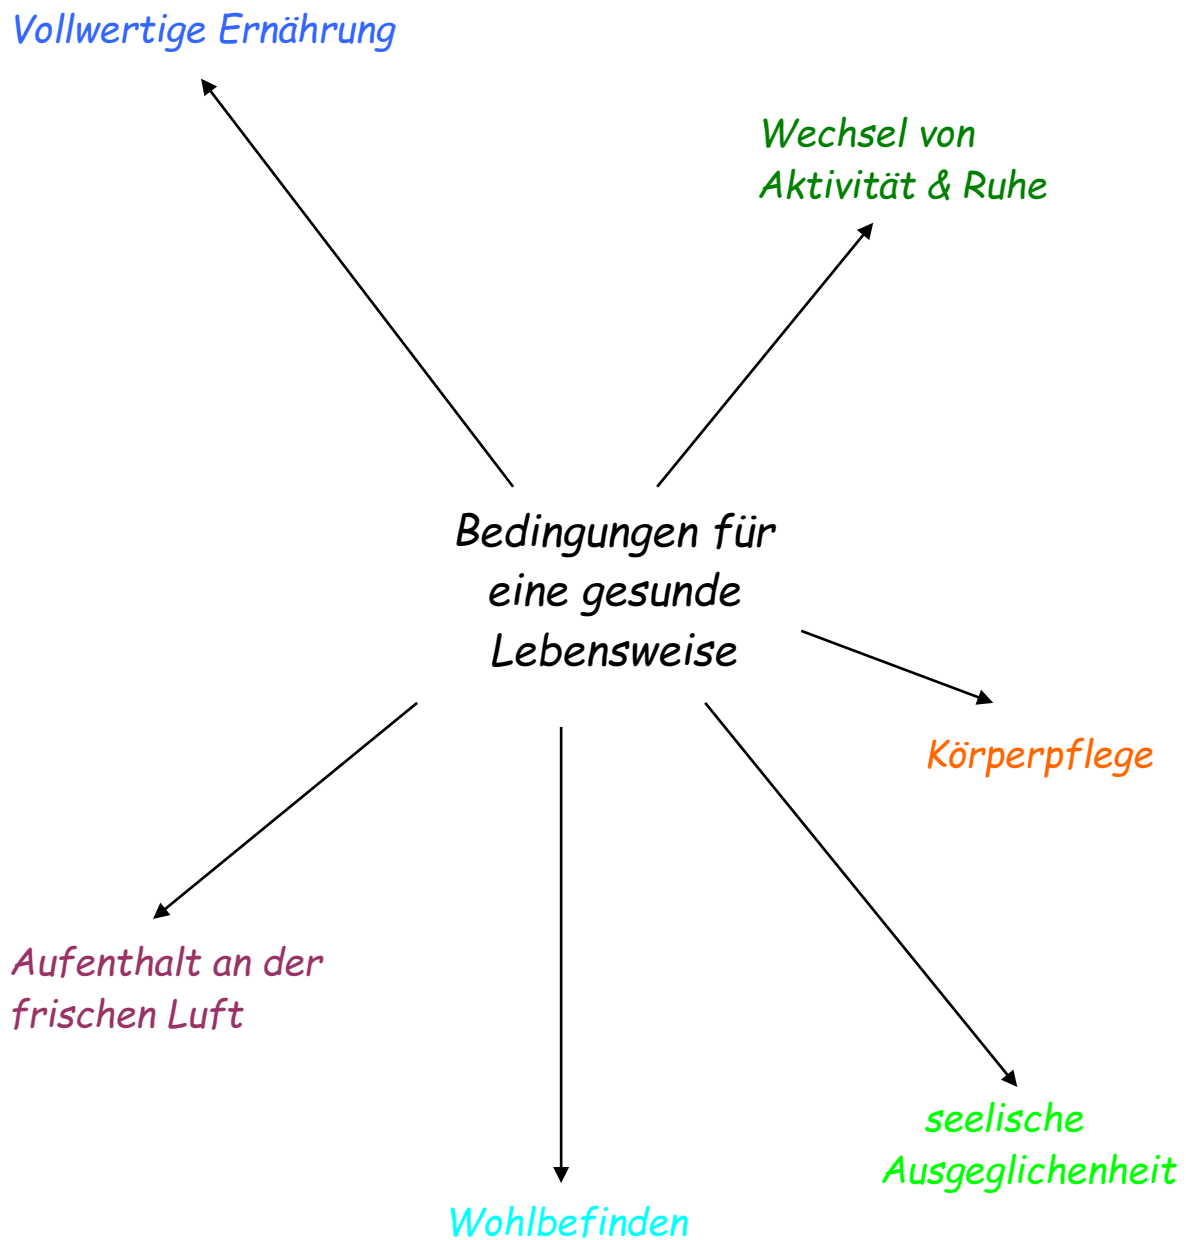 Vollwertige Ernährung
Wechsel von
Aktivität & Ruhe
Bedingungen für
eine gesunde
Lebensweise
Körperpflege
Aufenthalt an der
frischen Luft
seelische
Ausgeglichenheit
Wohlbefinden